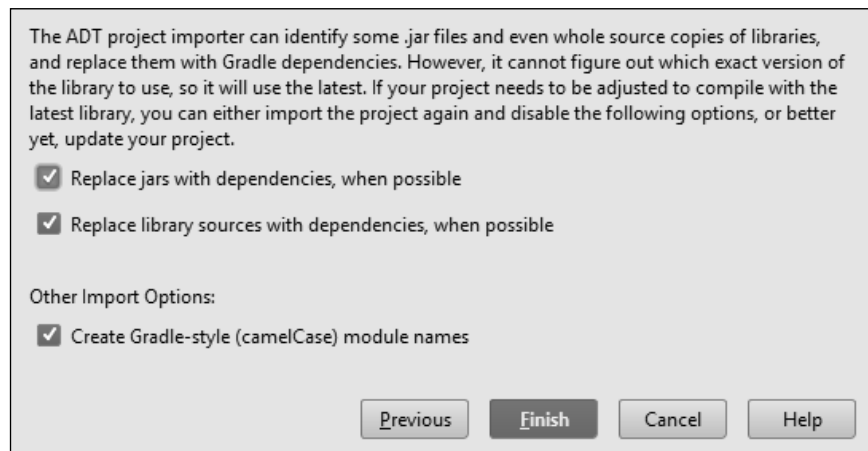 The ADT project importer can identify some .jar files and even whole source copies of libraries,
and replace them with Gradle dependencies. However, it cannot figure out which exact version of
the library to use, so it will use the latest. If your project needs to be adjusted to compile with the
latest library, you can either import the project again and disable the following options, or better
yet, update your project.
Replace jars with dependencies, when possible
Replace library sources with dependencies, when possible
Other Import Options:
Create Gradle-style (camelCase) module names
Previous Finish Cancel Help